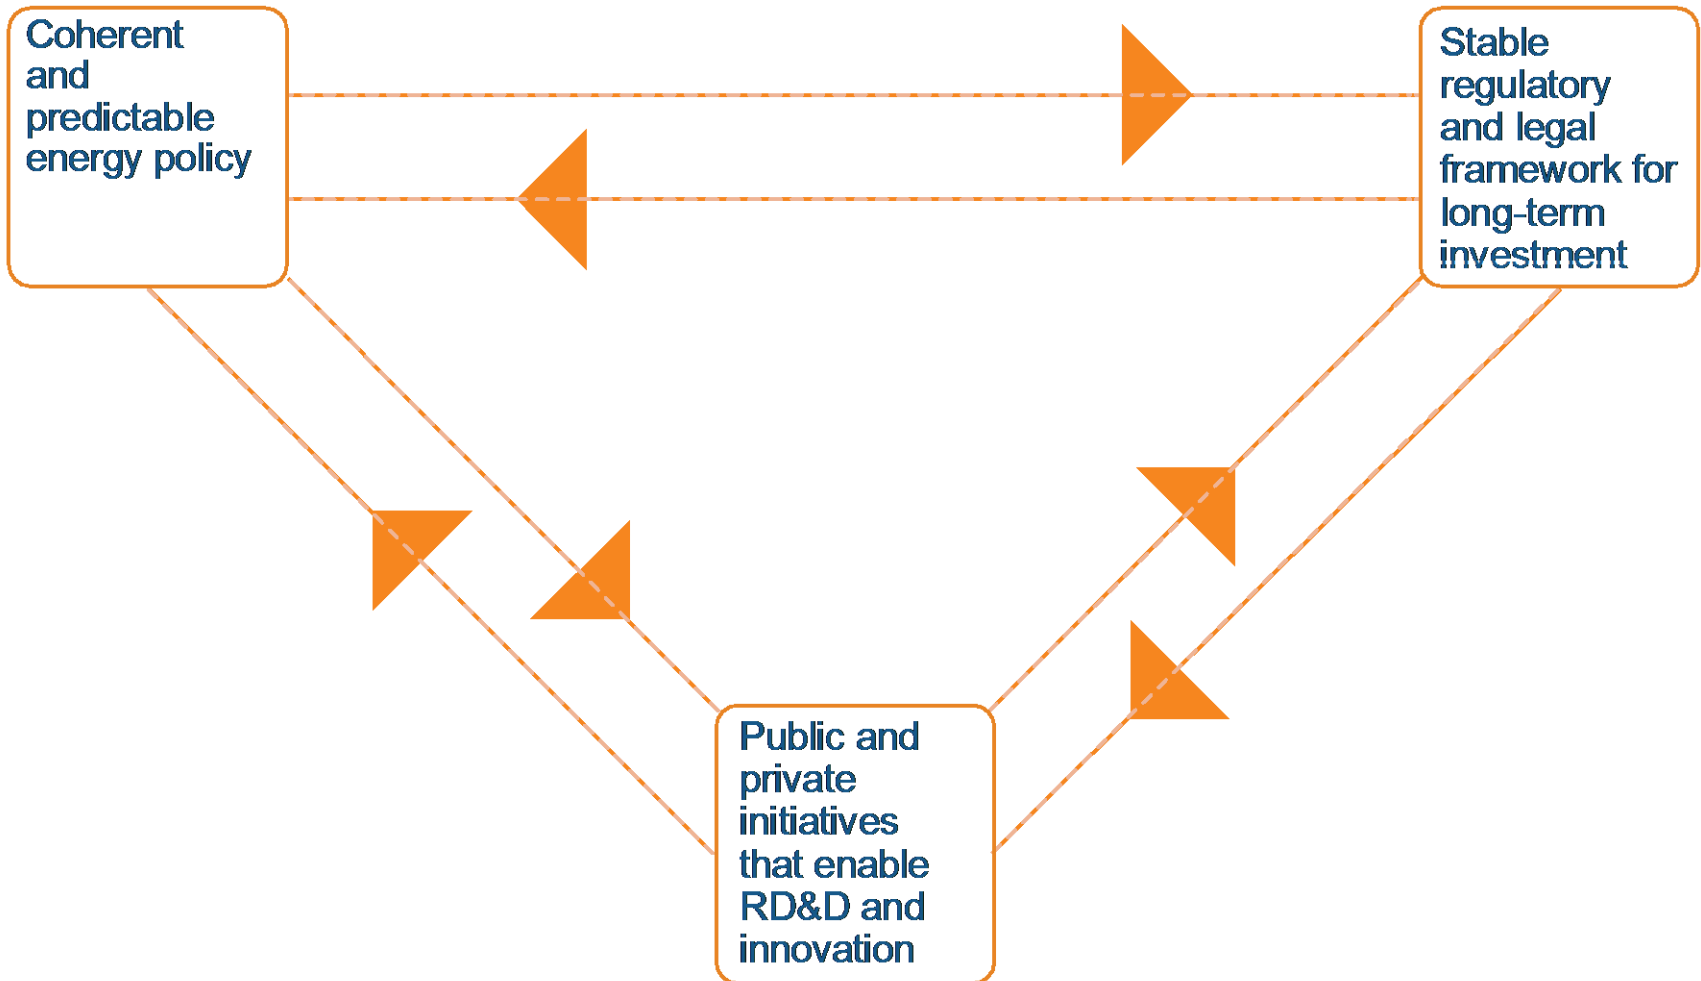 Coherent
and
predictable
energy policy
Stable
regulatory
and legal
framework for
long-term
investment
Public and
private
initiatives
that enable
RD&D and
innovation